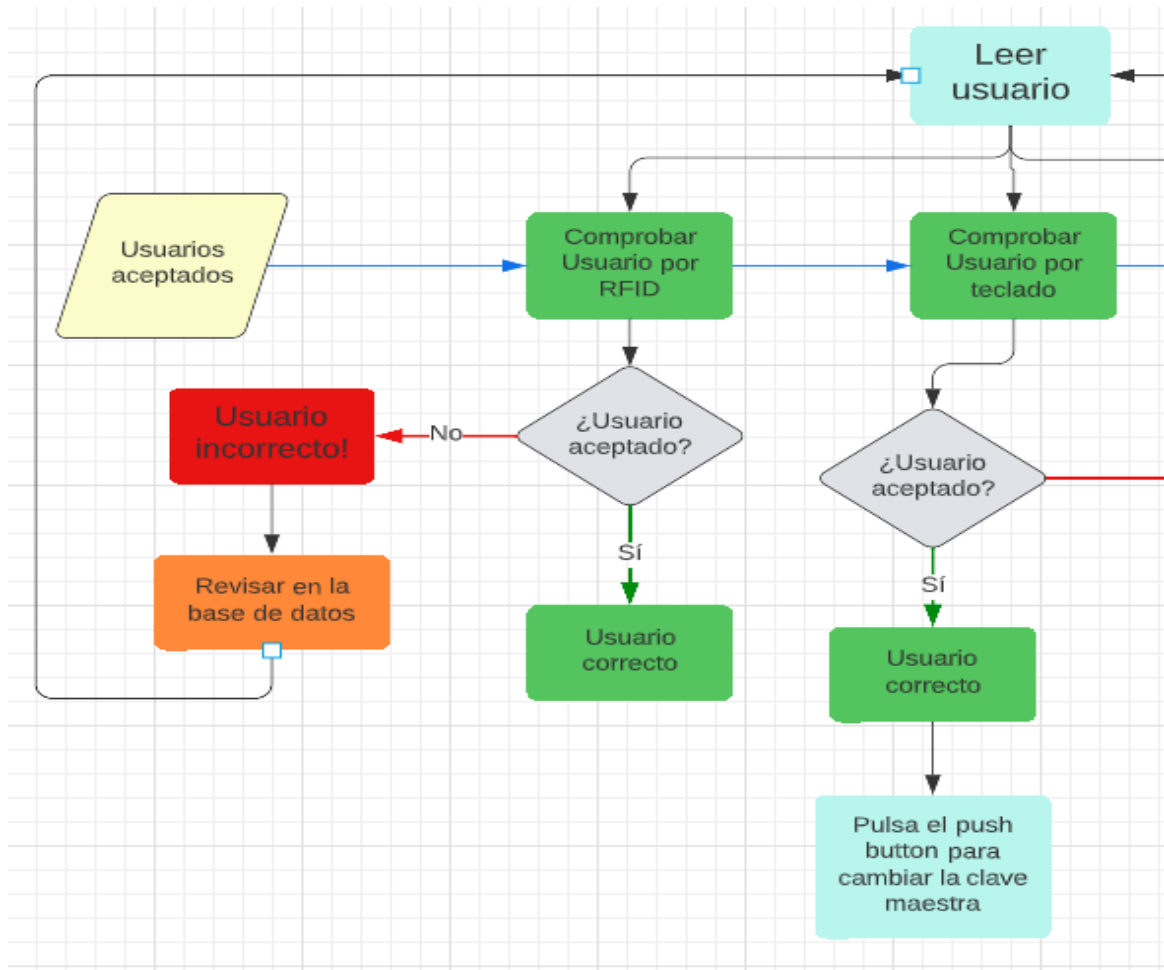 Leer
usuario
Usuarios
aceptados
Comprobar
Usuario por
RFID
Comprobar
Usuario por
teclado
Usuario
incorrecto!
No
¿Usuario
aceptado?
¿Usuario
aceptado?
Sí
Sí
Revisar en la
base de datos
Usuario
correcto
Usuario
correcto
Pulsa el push
button para
cambiar la clave
maestra